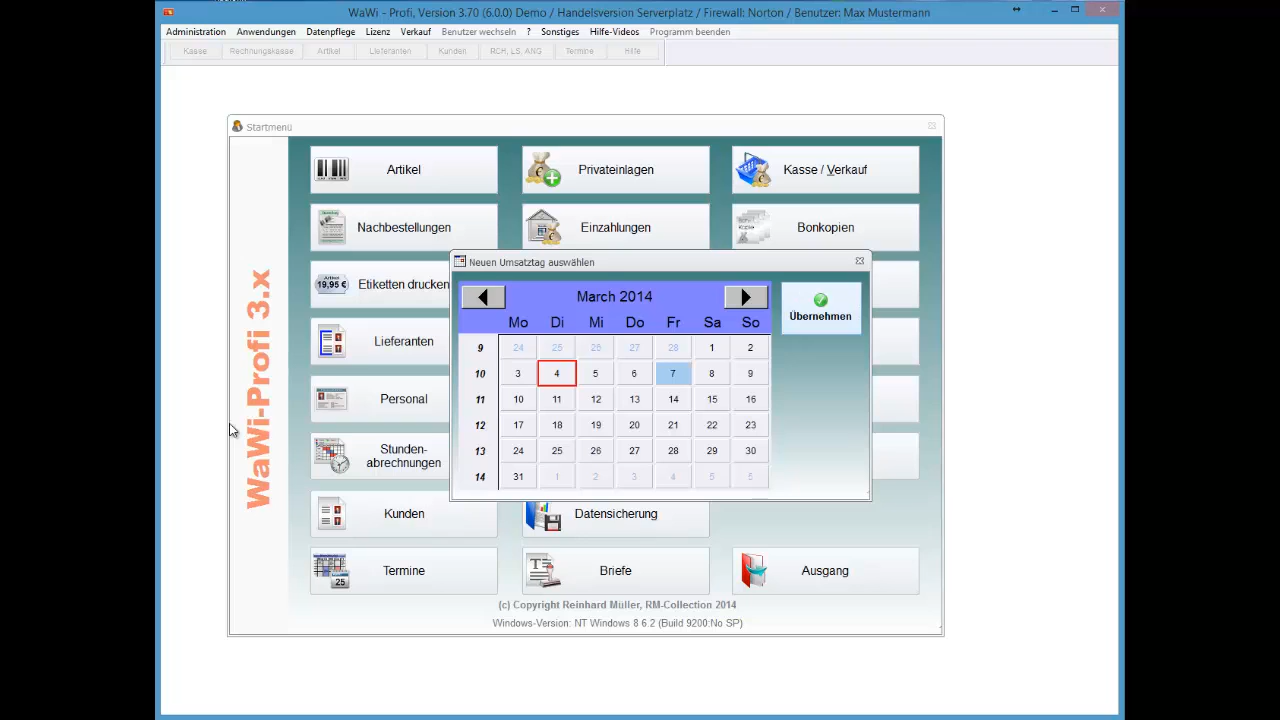 WaWi - Profi, Version 3.70 (6.0.0) Demo / Handelsversion Serverplatz / Firewall: Norton / Benutzer: Max Mustermann
Administration Anwendungen Datenpflege Lizenz Verkauf Benutzer wechseln ? Sonstiges Hilfe-Videos Programm beenden
Kasse Rechnungskasse Artikel Lieferanten Kunden RCH, LS, ANG Termine Hilfe
Startmenü
WaWi-Profi 3.x
Artikel Privateinlagen Kasse / Verkauf
Nachbestellungen Einzahlungen Bonkopien
Artikel
19,95 €
Etiketten drucken
Lieferanten
Personal
Stunden-
abrechnungen
Neuen Umsatztag auswählen
March 2014
Übernehmen
Mo Di Mi Do Fr Sa So
9 24 25 26 27 28 1 2
10 3 4 5 6 7 8 9
11 10 11 12 13 14 15 16
12 17 18 19 20 21 22 23
13 24 25 26 27 28 29 30
14 31 1 2 3 4 5
Kunden Datensicherung
25
Termine Briefe Ausgang
(c) Copyright Reinhard Müller, RM-Collection 2014
Windows-Version: NT Windows 8 6.2 (Build 9200:No SP)